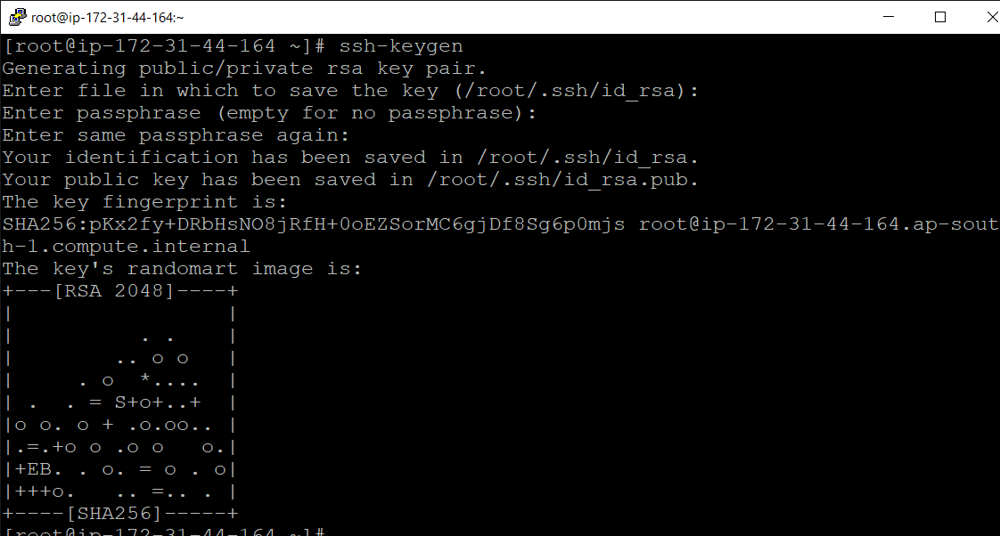 root@ip-172-31-44-164:~
[root@ip-172-31-44-164 ~]# ssh-keygen
Generating public/private rsa key pair.
Enter file in which to save the key (/root/.ssh/id_rsa):
Enter passphrase (empty for no passphrase):
Enter same passphrase again:
Your identification has been saved in /root/.ssh/id_rsa.
Your public key has been saved in /root/.ssh/id_rsa.pub.
The key fingerprint is:
SHA256:pKx2fy+DRbHsNO8jRfH+0oEZSorMC6gjDf8Sg6p0mjs root@ip-172-31-44-164.ap-sout
h-1.compute.internal
The key's randomart image is:
+---[RSA 2048]----+
|                 |
|          . .    |
|        .. o o   |
|     . o  *....  |
| .  . = S+o+..+  |
|o o. o + .o.oo.. |
|.=.+o o .o o   o.|
|+EB. . o. = o . o|
|+++o.   .. =.. . |
+----[SHA256]-----+
[root@ip-172-31-44-164 ~]#